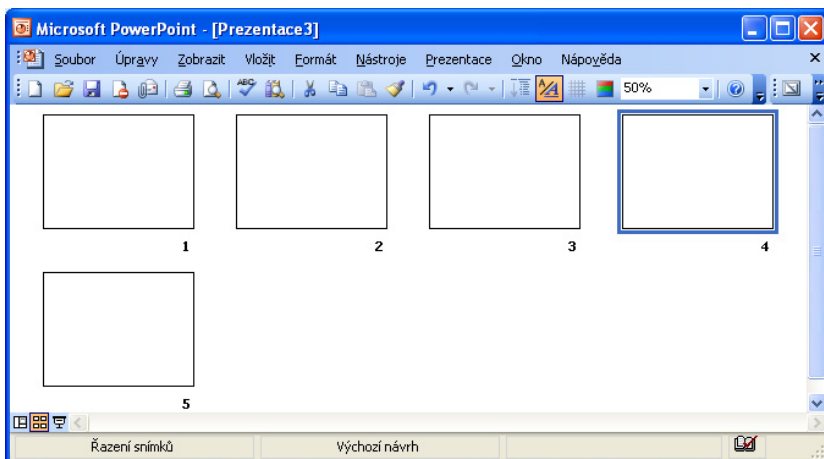 Microsoft PowerPoint - [Prezentace3]
Soubor Úpravy Zobrazit Vložit Formát Nástroje Prezentace Okno Nápověda
ABC A 50%
1 2 3 4
5
Řazení snímků Výchozí návrh